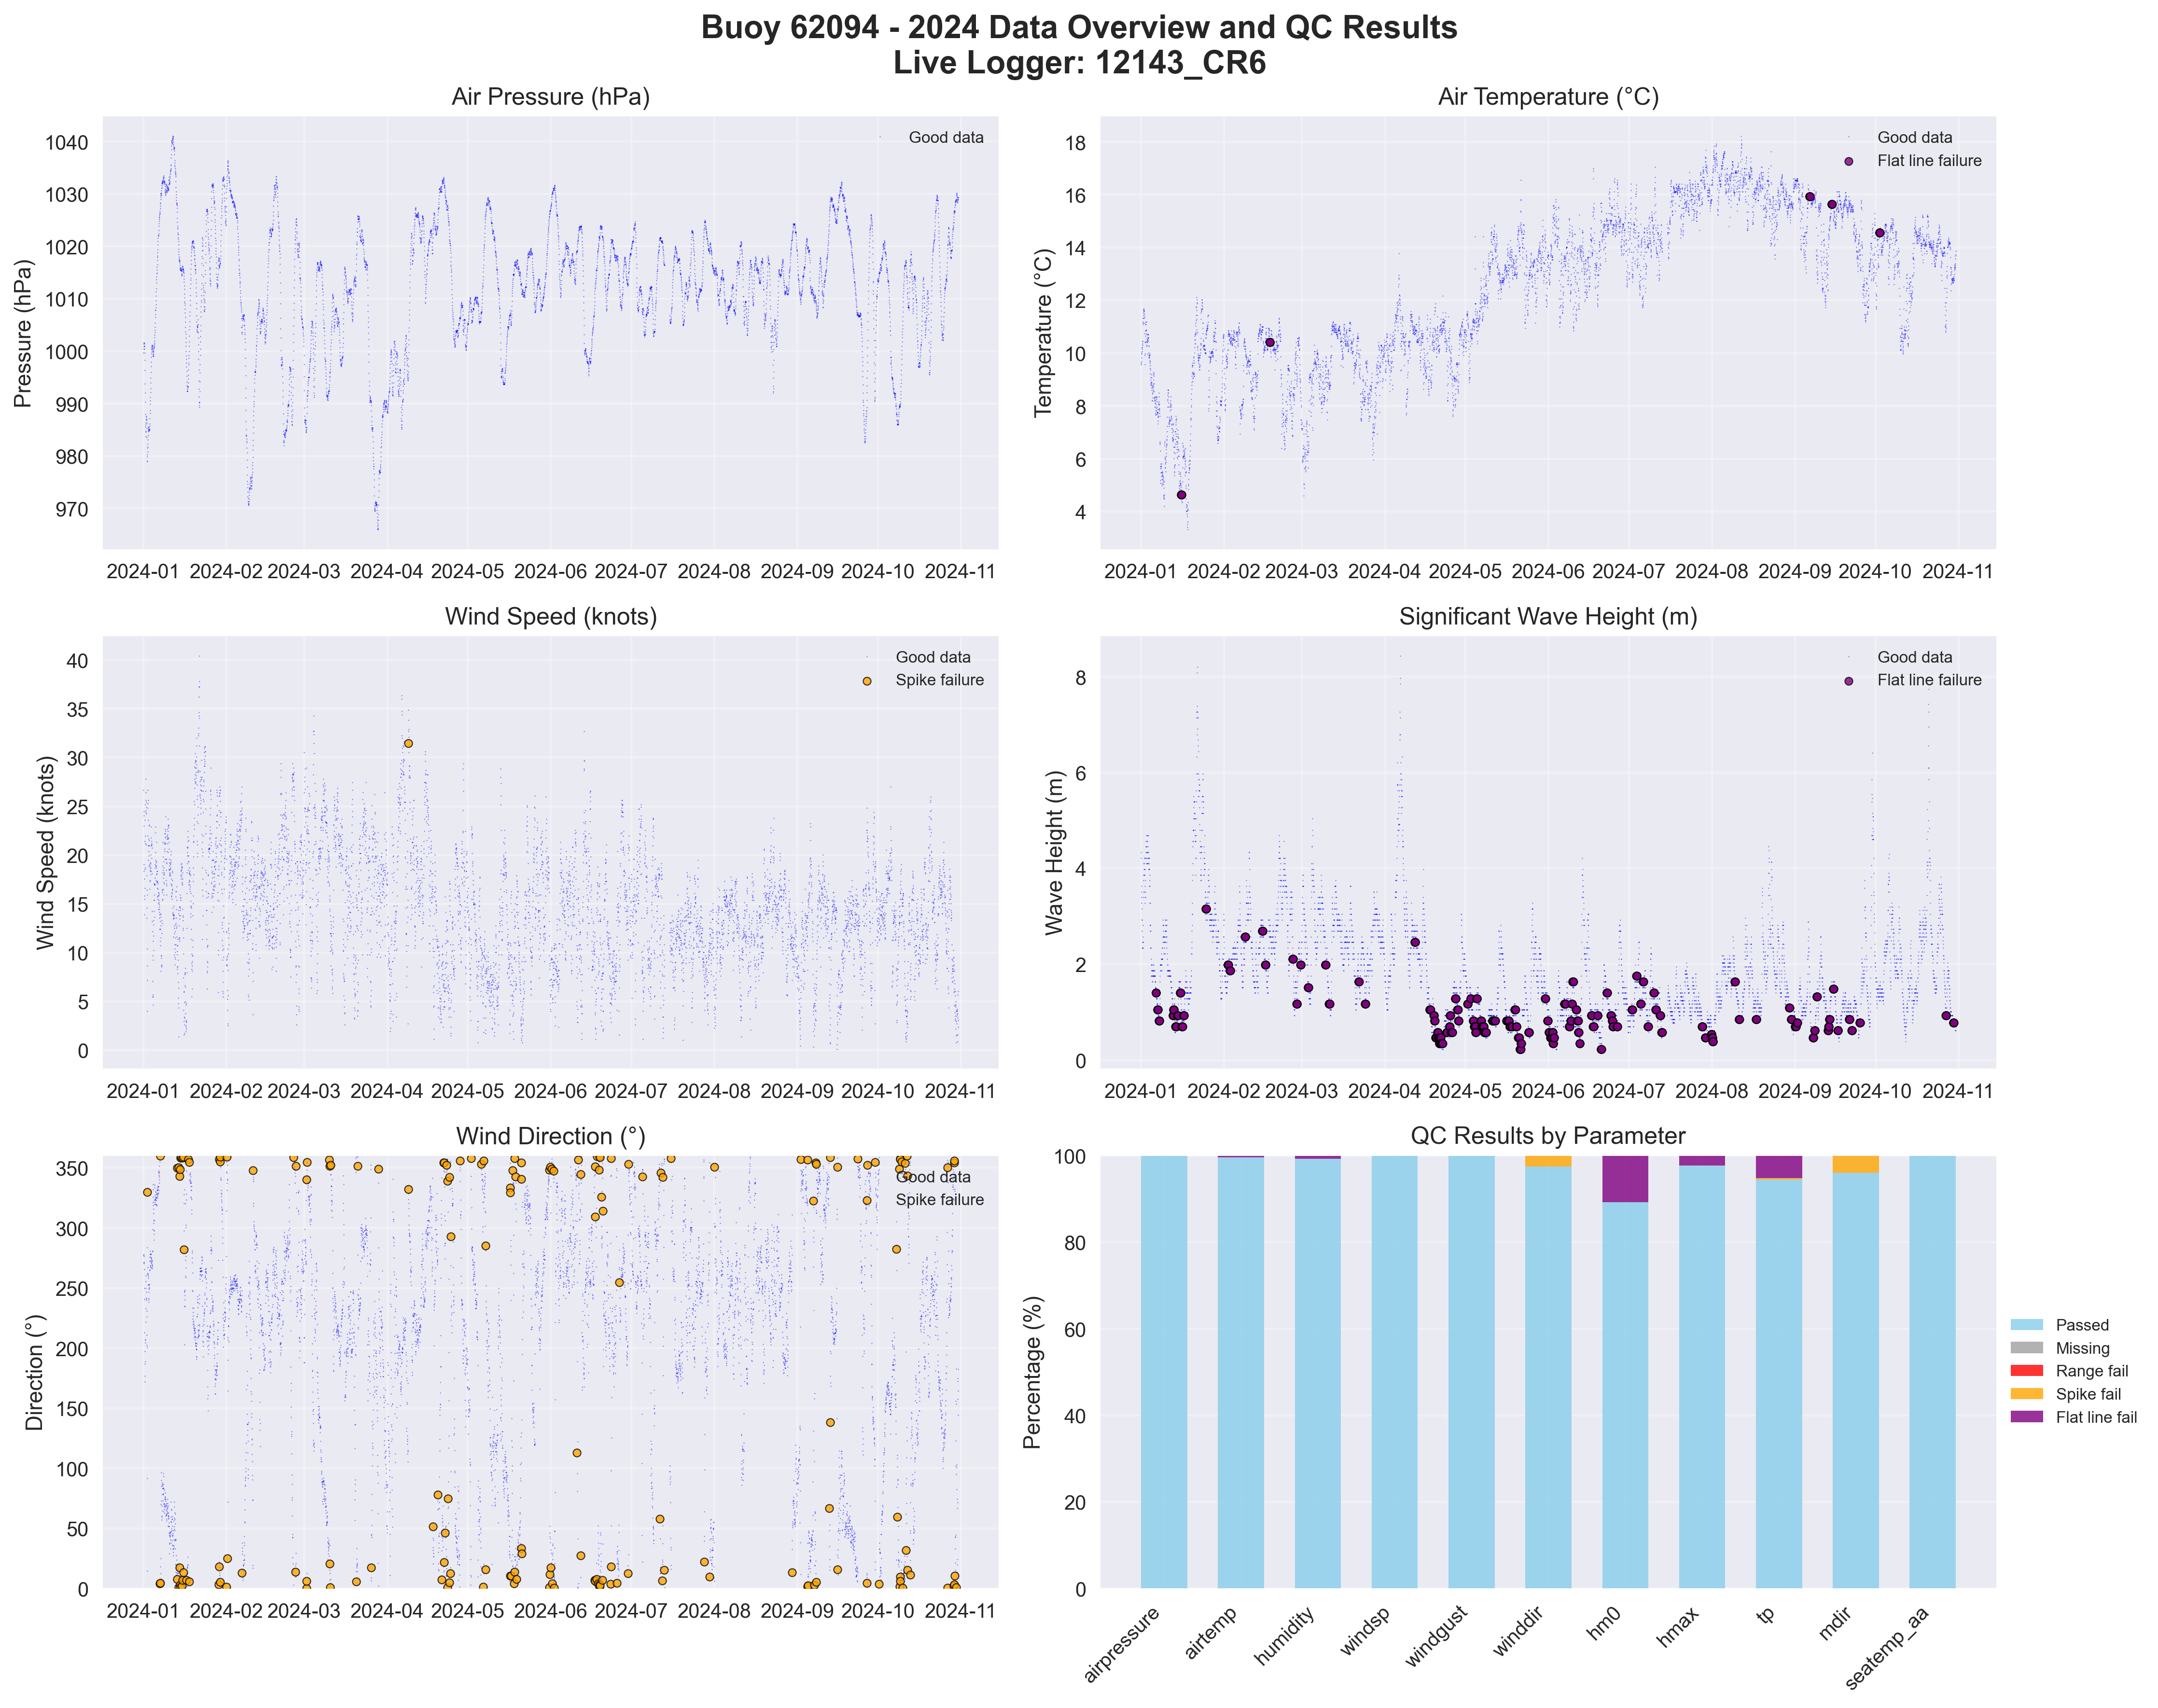 Buoy 62094 - 2024 Data Overview and QC Results
Live Logger: 12143_CR6
Air Pressure (hPa)
Pressure (hPa)
1040
1030
1020
1010
1000
990
980
970
Good data
2024-01 2024-02 2024-03 2024-04 2024-05 2024-06 2024-07 2024-08 2024-09 2024-10 2024-11
Air Temperature (°C)
Temperature (°C)
18
16
14
12
10
8
6
4
Good data
Flat line failure
2024-01 2024-02 2024-03 2024-04 2024-05 2024-06 2024-07 2024-08 2024-09 2024-10 2024-11
Wind Speed (knots)
Wind Speed (knots)
40
35
30
25
20
15
10
5
0
Good data
Spike failure
2024-01 2024-02 2024-03 2024-04 2024-05 2024-06 2024-07 2024-08 2024-09 2024-10 2024-11
Significant Wave Height (m)
Wave Height (m)
8
6
4
2
0
Good data
Flat line failure
2024-01 2024-02 2024-03 2024-04 2024-05 2024-06 2024-07 2024-08 2024-09 2024-10 2024-11
Wind Direction (°)
Direction (°)
350
300
250
200
150
100
50
0
Good data
Spike failure
2024-01 2024-02 2024-03 2024-04 2024-05 2024-06 2024-07 2024-08 2024-09 2024-10 2024-11
QC Results by Parameter
Percentage (%)
100
80
60
40
20
0
airpressure
airtemp
humidity
windsp
windgust
winddir
hm0
hmax
tp
mdir
seatemp_aa
Passed
Missing
Range fail
Spike fail
Flat line fail